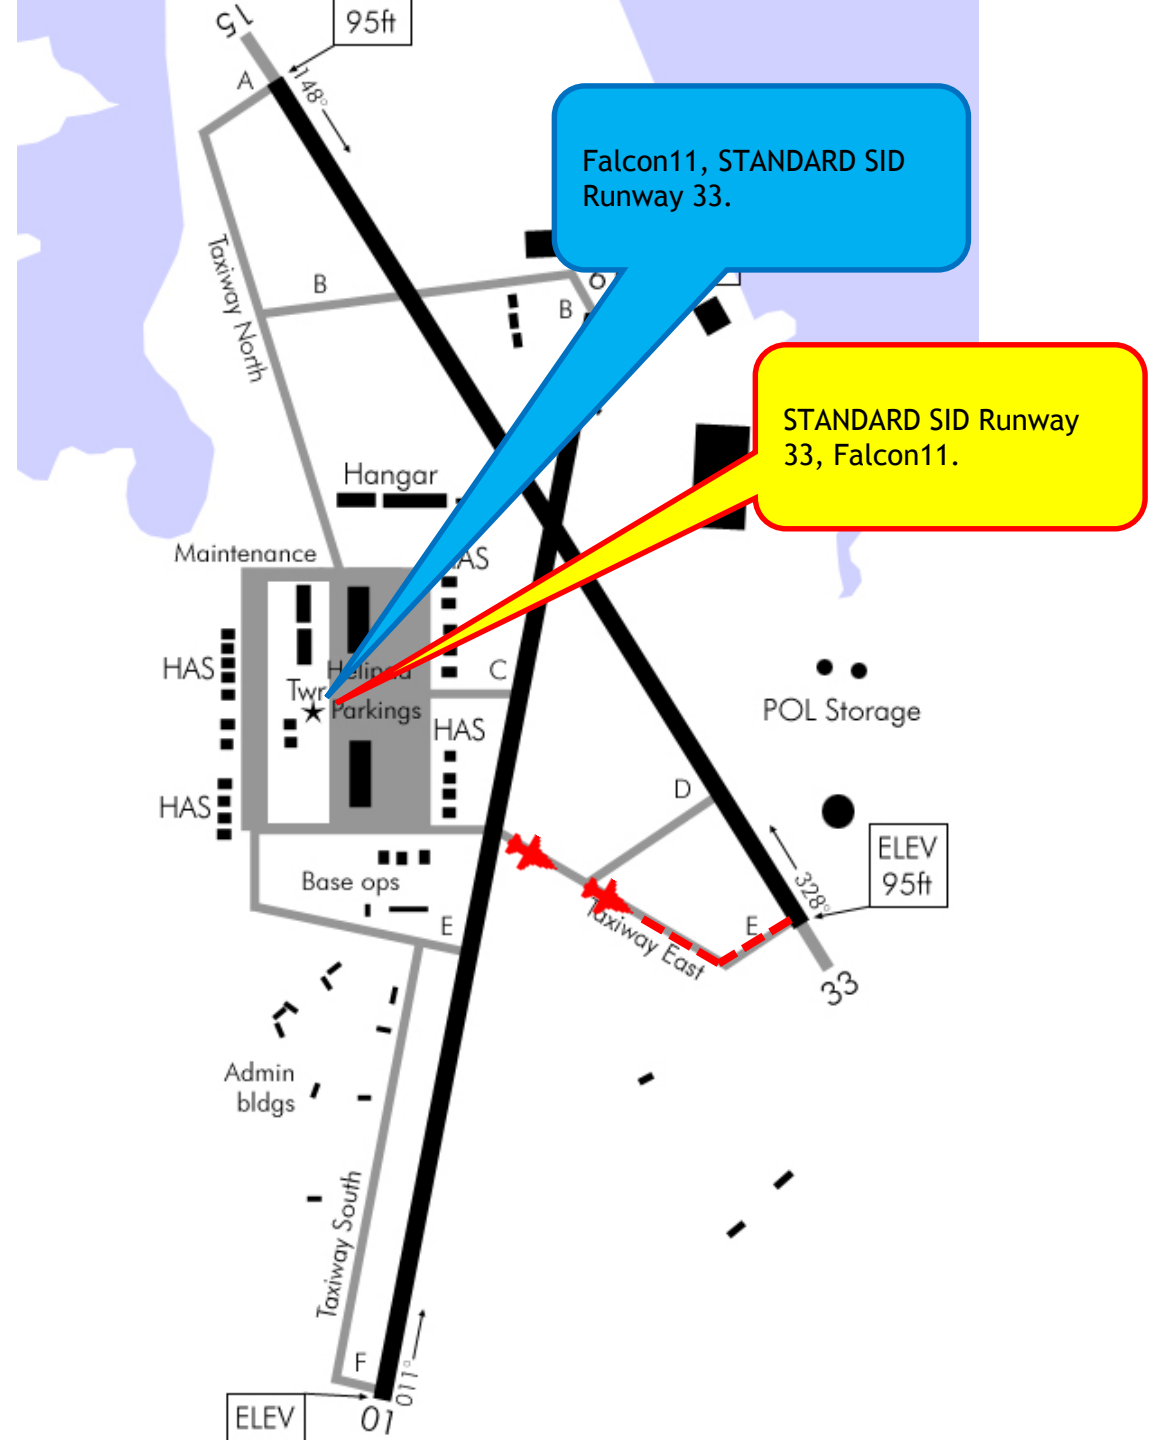 15
95ft
A
148°
Falcon11, STANDARD SID
Runway 33.
Taxiway North
B
B
STANDARD SID Runway
33, Falcon11.
Hangar
Maintenance
HAS
C
HAS
Helipad
Twr
Parkings
POL Storage
HAS
D
HAS
ELEV
95ft
328°
Base ops
E
E
Taxiway East
33
Admin
bldgs
Taxiway South
F
011°
ELEV
01